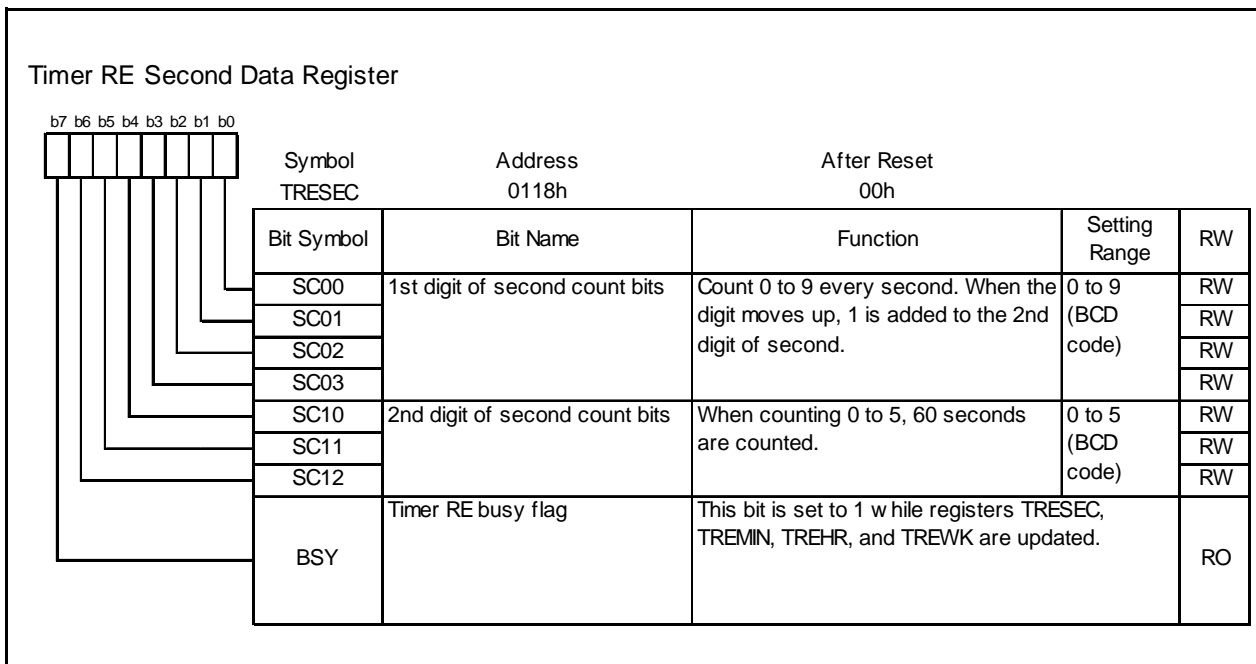 Timer RE Second Data Register
b7 b6 b5 b4 b3 b2 b1 b0
Symbol Address After Reset
TRESEC 0118h 00h
Bit Symbol Bit Name Function Setting Range RW
SC00 1st digit of second count bits Count 0 to 9 every second. When the 0 to 9 RW
SC01 digit moves up, 1 is added to the 2nd (BCD RW
SC02 digit of second. code) RW
SC03 RW
SC10 2nd digit of second count bits When counting 0 to 5, 60 seconds 0 to 5 RW
SC11 are counted. (BCD RW
SC12 code) RW
Timer RE busy flag This bit is set to 1 while registers TRESEC,
TREMIN, TREHR, and TREWK are updated.
BSY RO